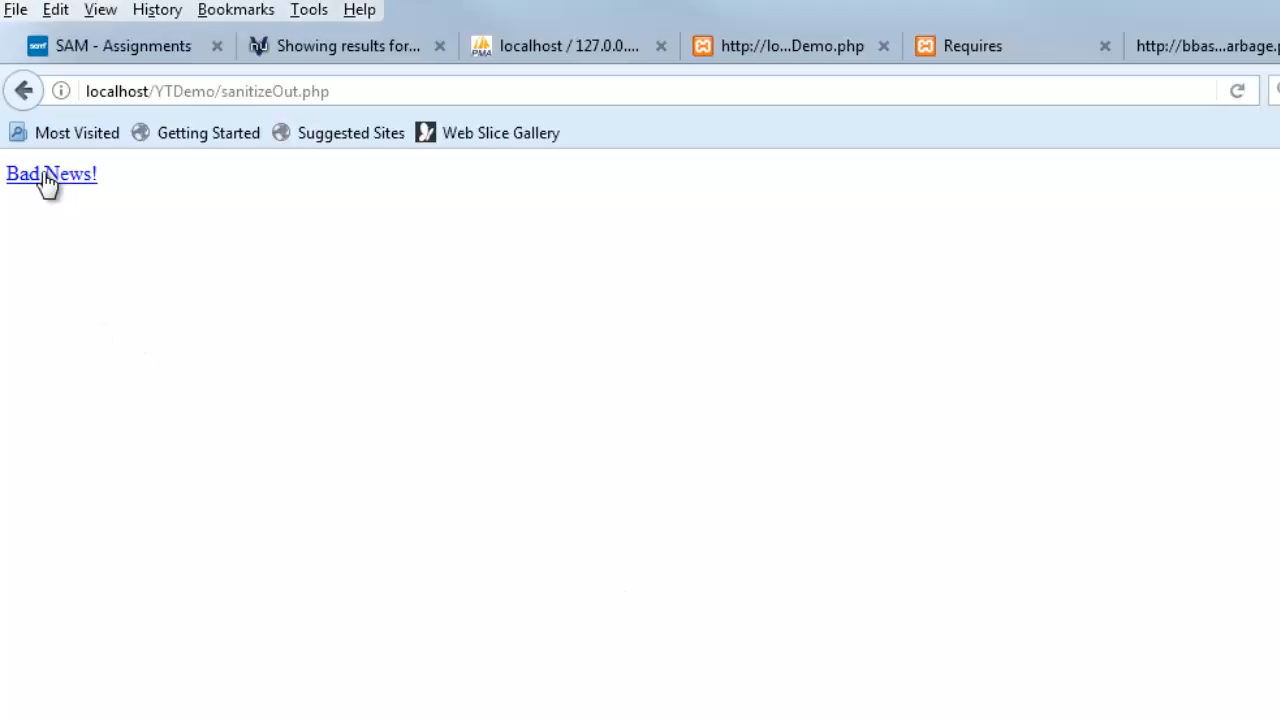 File Edit View History Bookmarks Tools Help
SAM - Assignments Showing results for... localhost / 127.0.0.... http://lo...Demo.php Requires http://bbas...arbage.p
localhost/YTDemo/sanitizeOut.php
Most Visited Getting Started Suggested Sites Web Slice Gallery
Bad News!